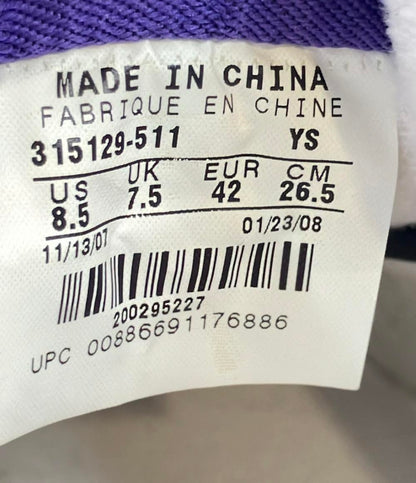 MADE IN CHINA
FABRIQUE EN CHINE
315129-511 YS
US UK EUR CM
8.5 7.5 42 26.5
11/13/07 01/23/08
200295227
UPC 00886691176886